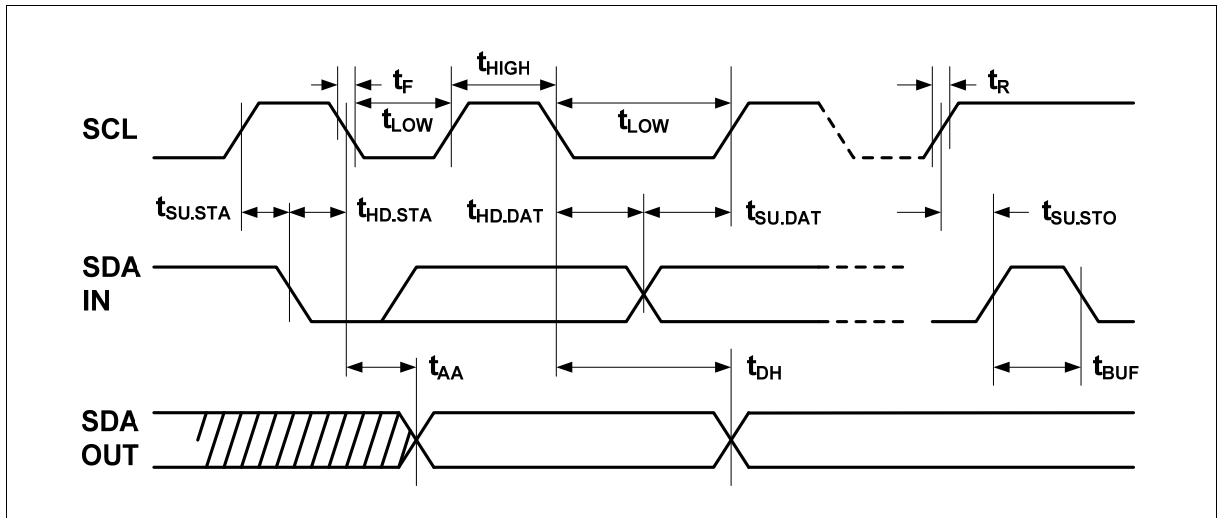 tHIGH
tF
tR
SCL
tLOW
tLOW
tSU.STA
tHD.STA
tHD.DAT
tSU.DAT
tSU.STO
SDA
IN
tAA
tDH
tBUF
SDA
OUT